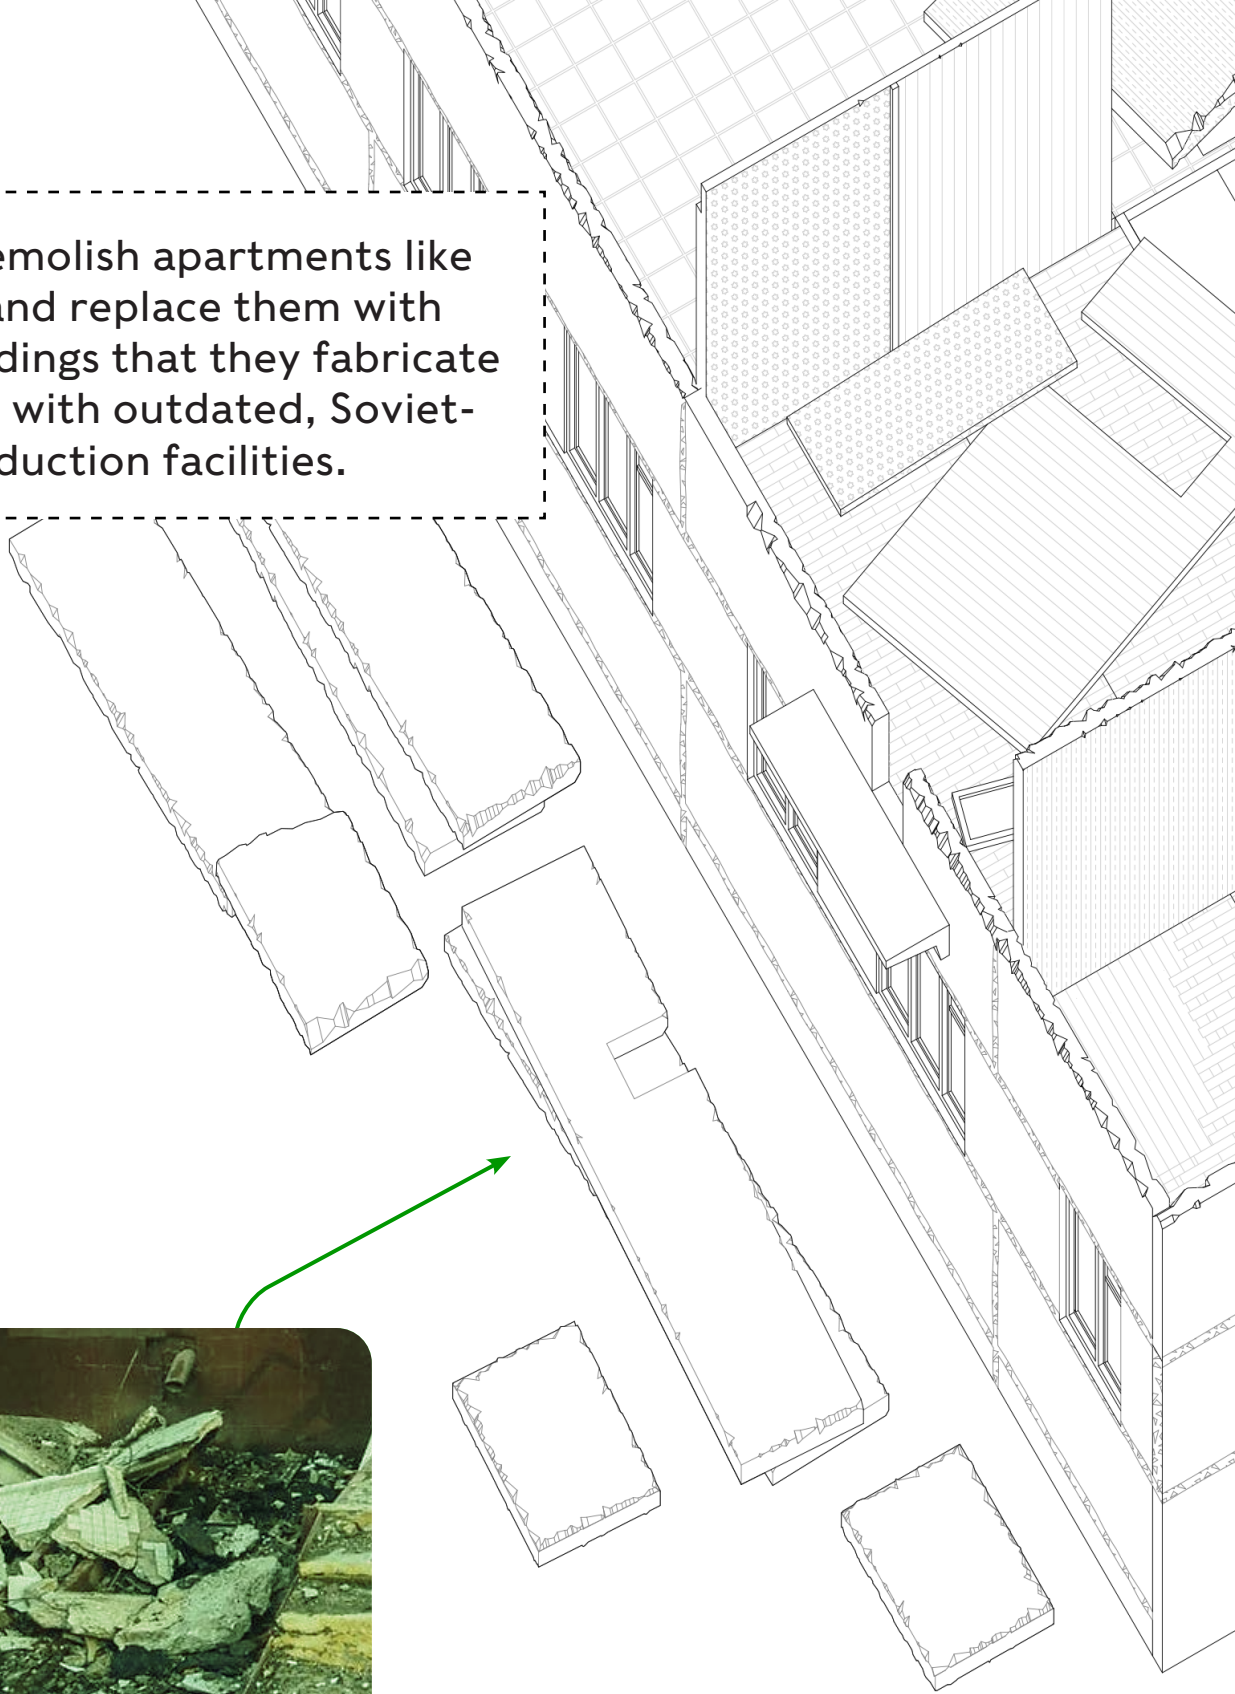 emolish apartments like
and replace them with
dings that they fabricate
with outdated, Soviet-
duction facilities.